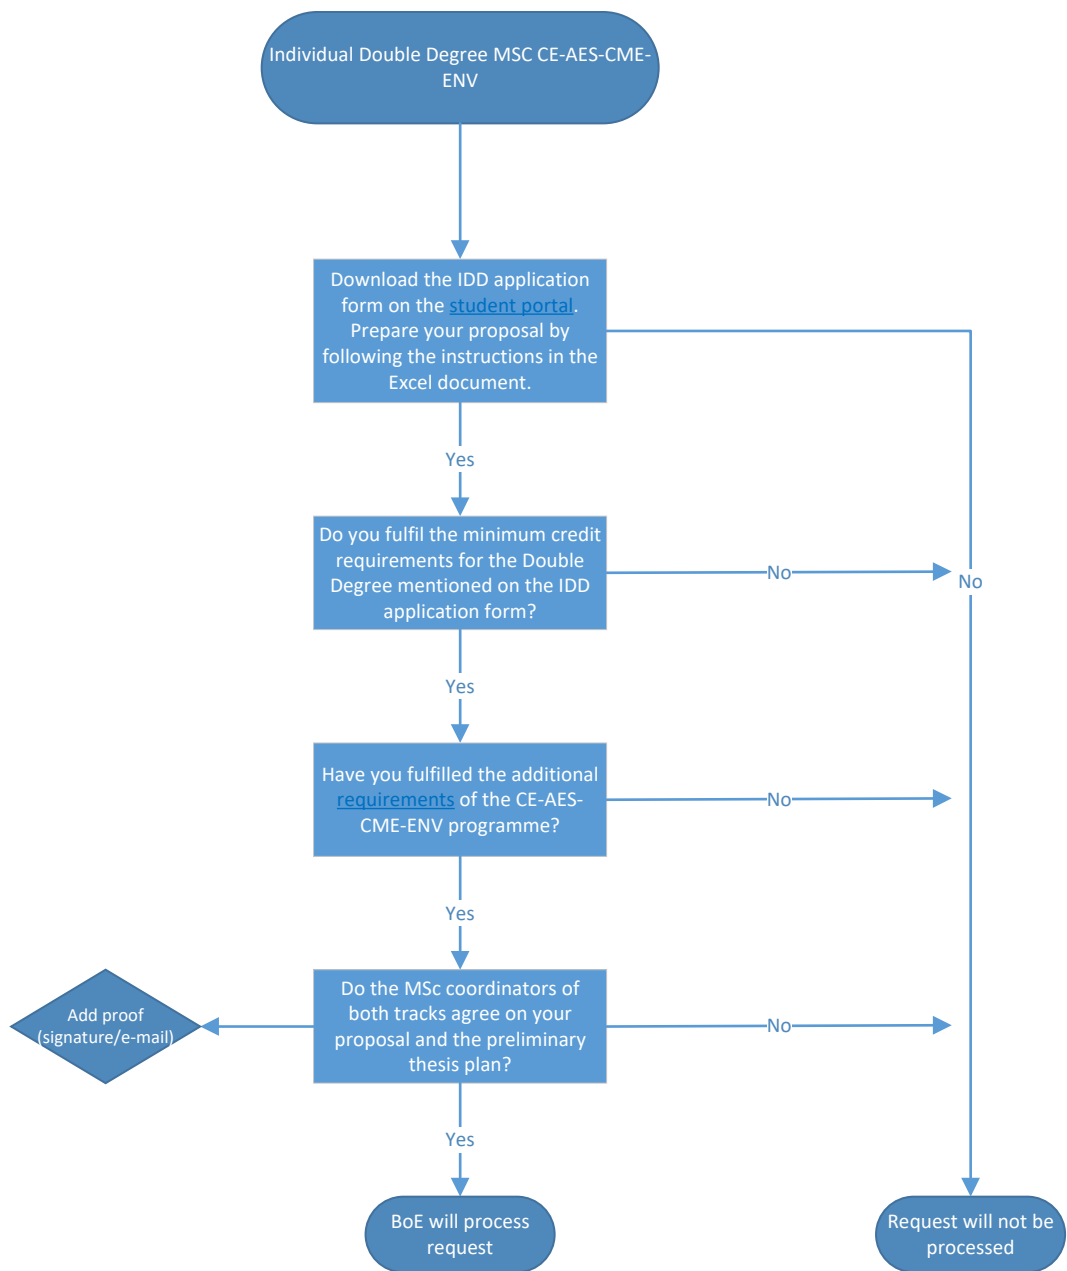 Individual Double Degree MSC CE-AES-CME-
ENV
Download the IDD application
form on the student portal.
Prepare your proposal by
following the instructions in the
Excel document.
Yes
Do you fulfil the minimum credit
requirements for the Double
Degree mentioned on the IDD
application form?
No
No
Yes
Have you fulfilled the additional
requirements of the CE-AES-
CME-ENV programme?
No
Yes
Do the MSc coordinators of
both tracks agree on your
proposal and the preliminary
thesis plan?
Add proof
(signature/e-mail)
No
Yes
BoE will process
request
Request will not be
processed